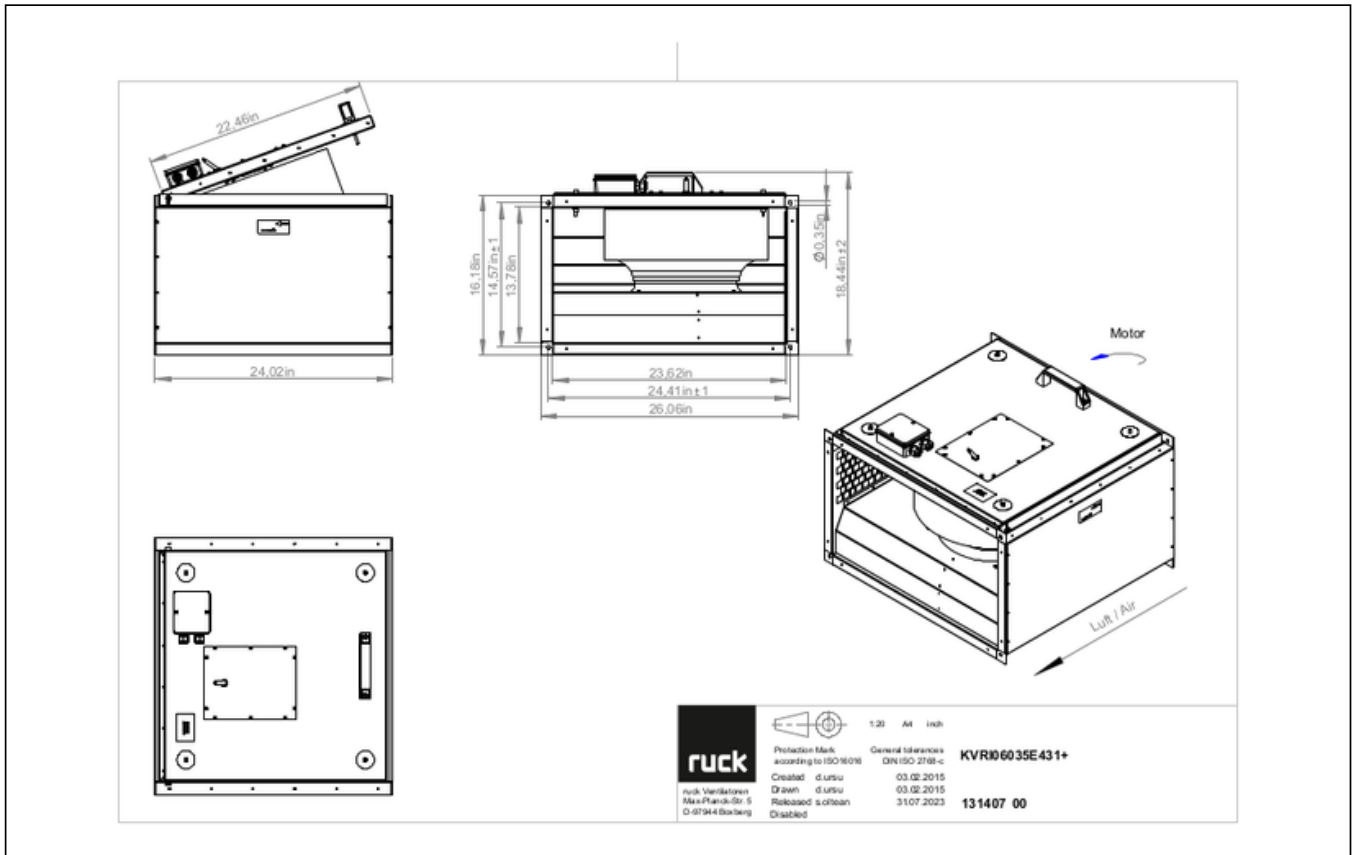 22,46in
24,02in
16,18in
14,57in±1
13,78in
Ø0,35in
18,44in±2
23,62in
24,41in±1
26,06in
Motor
Luft / Air
ruck
ruck Ventilatoren
Max-Planck-Str. 5
D-97944 Boxberg
1:20 A4 inch
Protection Mark
according to ISO16016
General tolerances
DIN ISO 2768-c
Created d.ursu 03.02.2015
Drawn d.ursu 03.02.2015
Released s.oltean 31.07.2023
Disabled
KVRI06035E431+
131407 00